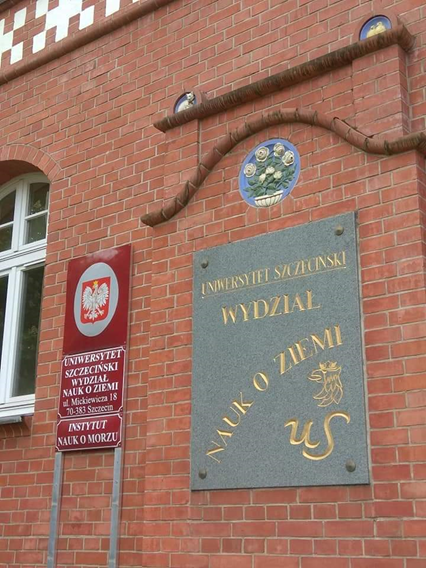 UNIWERSYTET
SZCZECIŃSKI
WYDZIAŁ
NAUK O ZIEMI
ul. Mickiewicza 18
70-383 Szczecin
INSTYTUT
NAUK O MORZU
UNIWERSYTET SZCZECIŃSKI
WYDZIAŁ
NAUK O ZIEMI
US